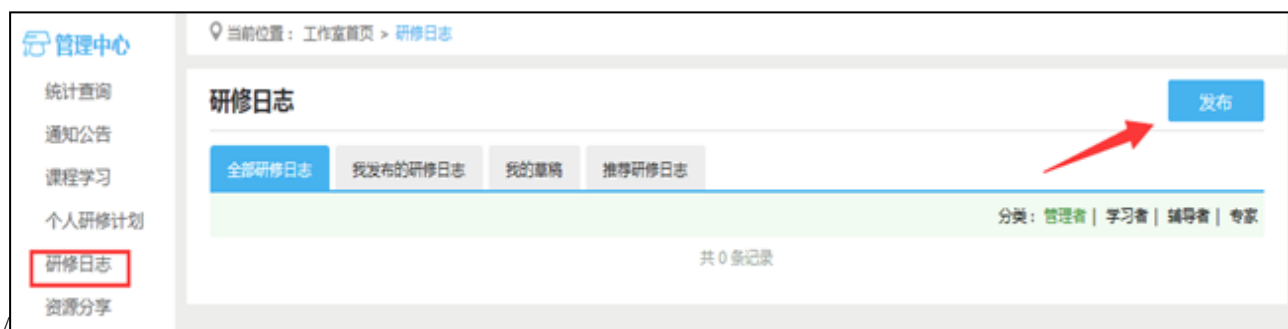 管理中心
统计查询
通知公告
课程学习
个人研修计划
研修日志
资源分享
当前位置： 工作室首页 > 研修日志
研修日志
发布
全部研修日志 我发布的研修日志 我的草稿 推荐研修日志
分类： 管理者 | 学习者 | 辅导者 | 专家
共 0 条记录